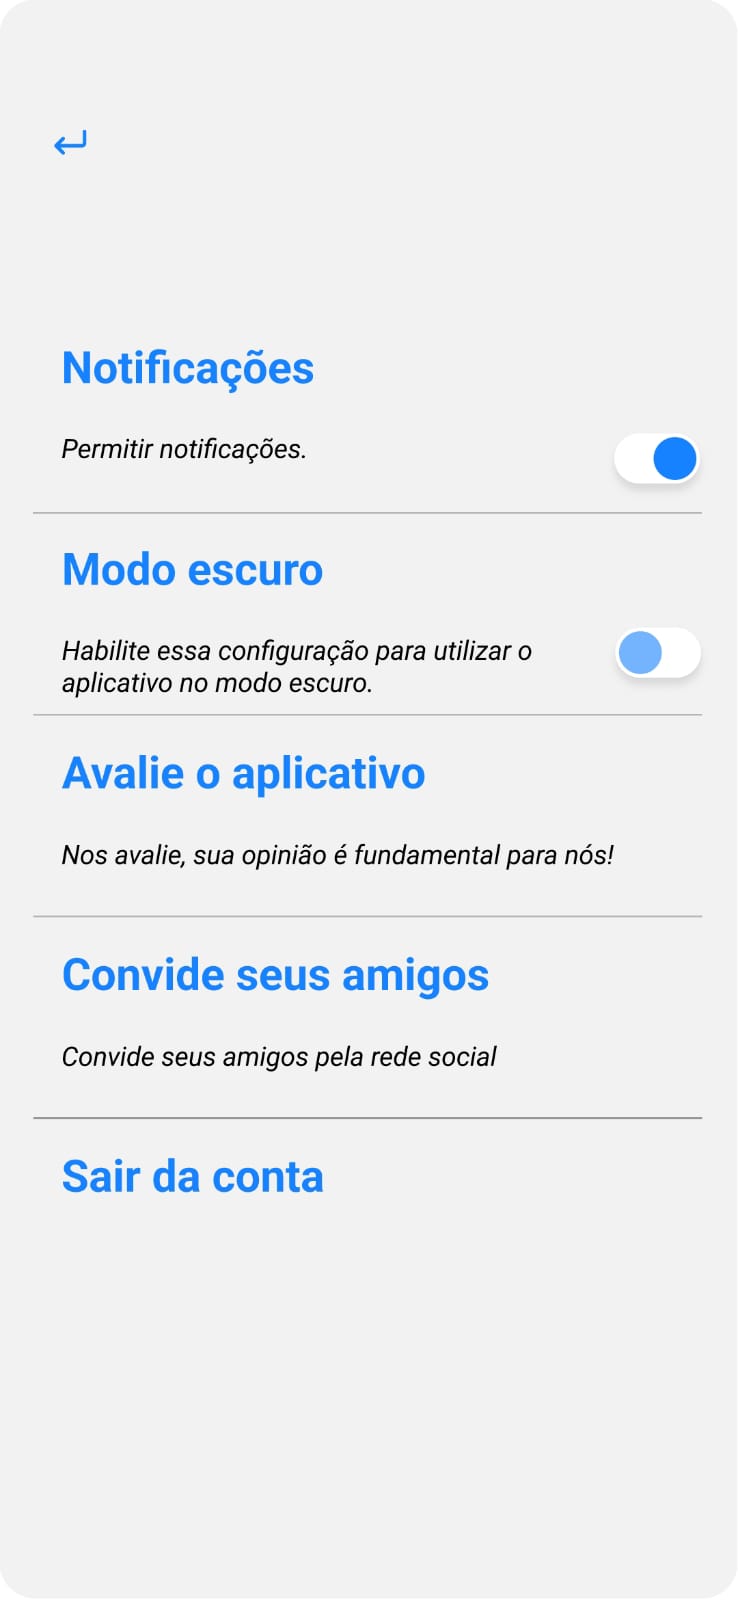 Notificações
Permitir notificações.
Modo escuro
Habilite essa configuração para utilizar o
aplicativo no modo escuro.
Avalie o aplicativo
Nos avalie, sua opinião é fundamental para nós!
Convide seus amigos
Convide seus amigos pela rede social
Sair da conta